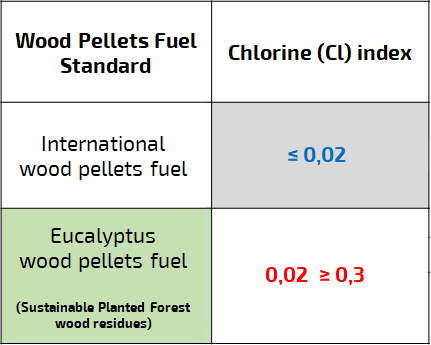 Wood Pellets Fuel
Standard
Chlorine (Cl) index
International
wood pellets fuel
≤ 0,02
Eucalyptus
wood pellets fuel
(Sustainable Planted Forest
wood residues)
0,02 ≥ 0,3